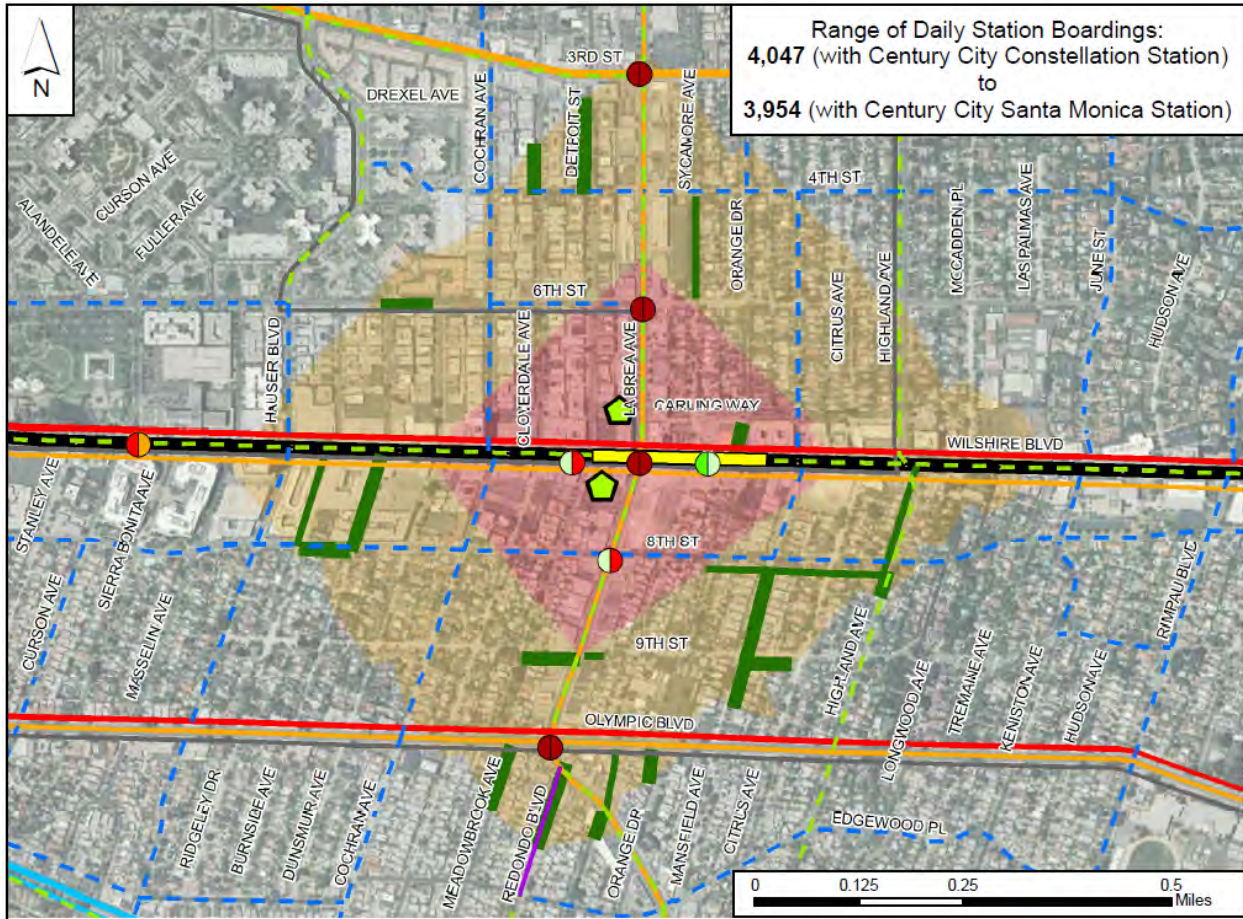 Range of Daily Station Boardings:
4,047 (with Century City Constellation Station)
to
3,954 (with Century City Santa Monica Station)
N
3RD ST
DREXEL AVE
COCHRAN AVE
DETROIT ST
SYCAMORE AVE
4TH ST
CURSON AVE
ALANDELE AVE
FULLER AVE
ORANGE DR
MCCADDEN PL
LAS PALMAS AVE
JUNE ST
HUDSON AVE
6TH ST
HAUSER BLVD
CLOVERDALE AVE
LA BREA AVE
CITRUS AVE
HIGHLAND AVE
CARLING WAY
WILSHIRE BLVD
STANLEY AVE
SIERRA BONITA AVE
8TH ST
CURSON AVE
MASSELIN AVE
9TH ST
RIMPAU BLVD
HIGHLAND AVE
LONGWOOD AVE
TREMAINE AVE
KENISTON AVE
HUDSON AVE
OLYMPIC BLVD
RIDGELEY DR
BURNSIDE AVE
DUNSMUIR AVE
COCHRAN AVE
MEADOWBROOK AVE
REDONDO BLVD
ORANGE DR
MANSFIELD AVE
CITRUS AVE
EDGEWOOD PL
0 0.125 0.25 0.5
Miles